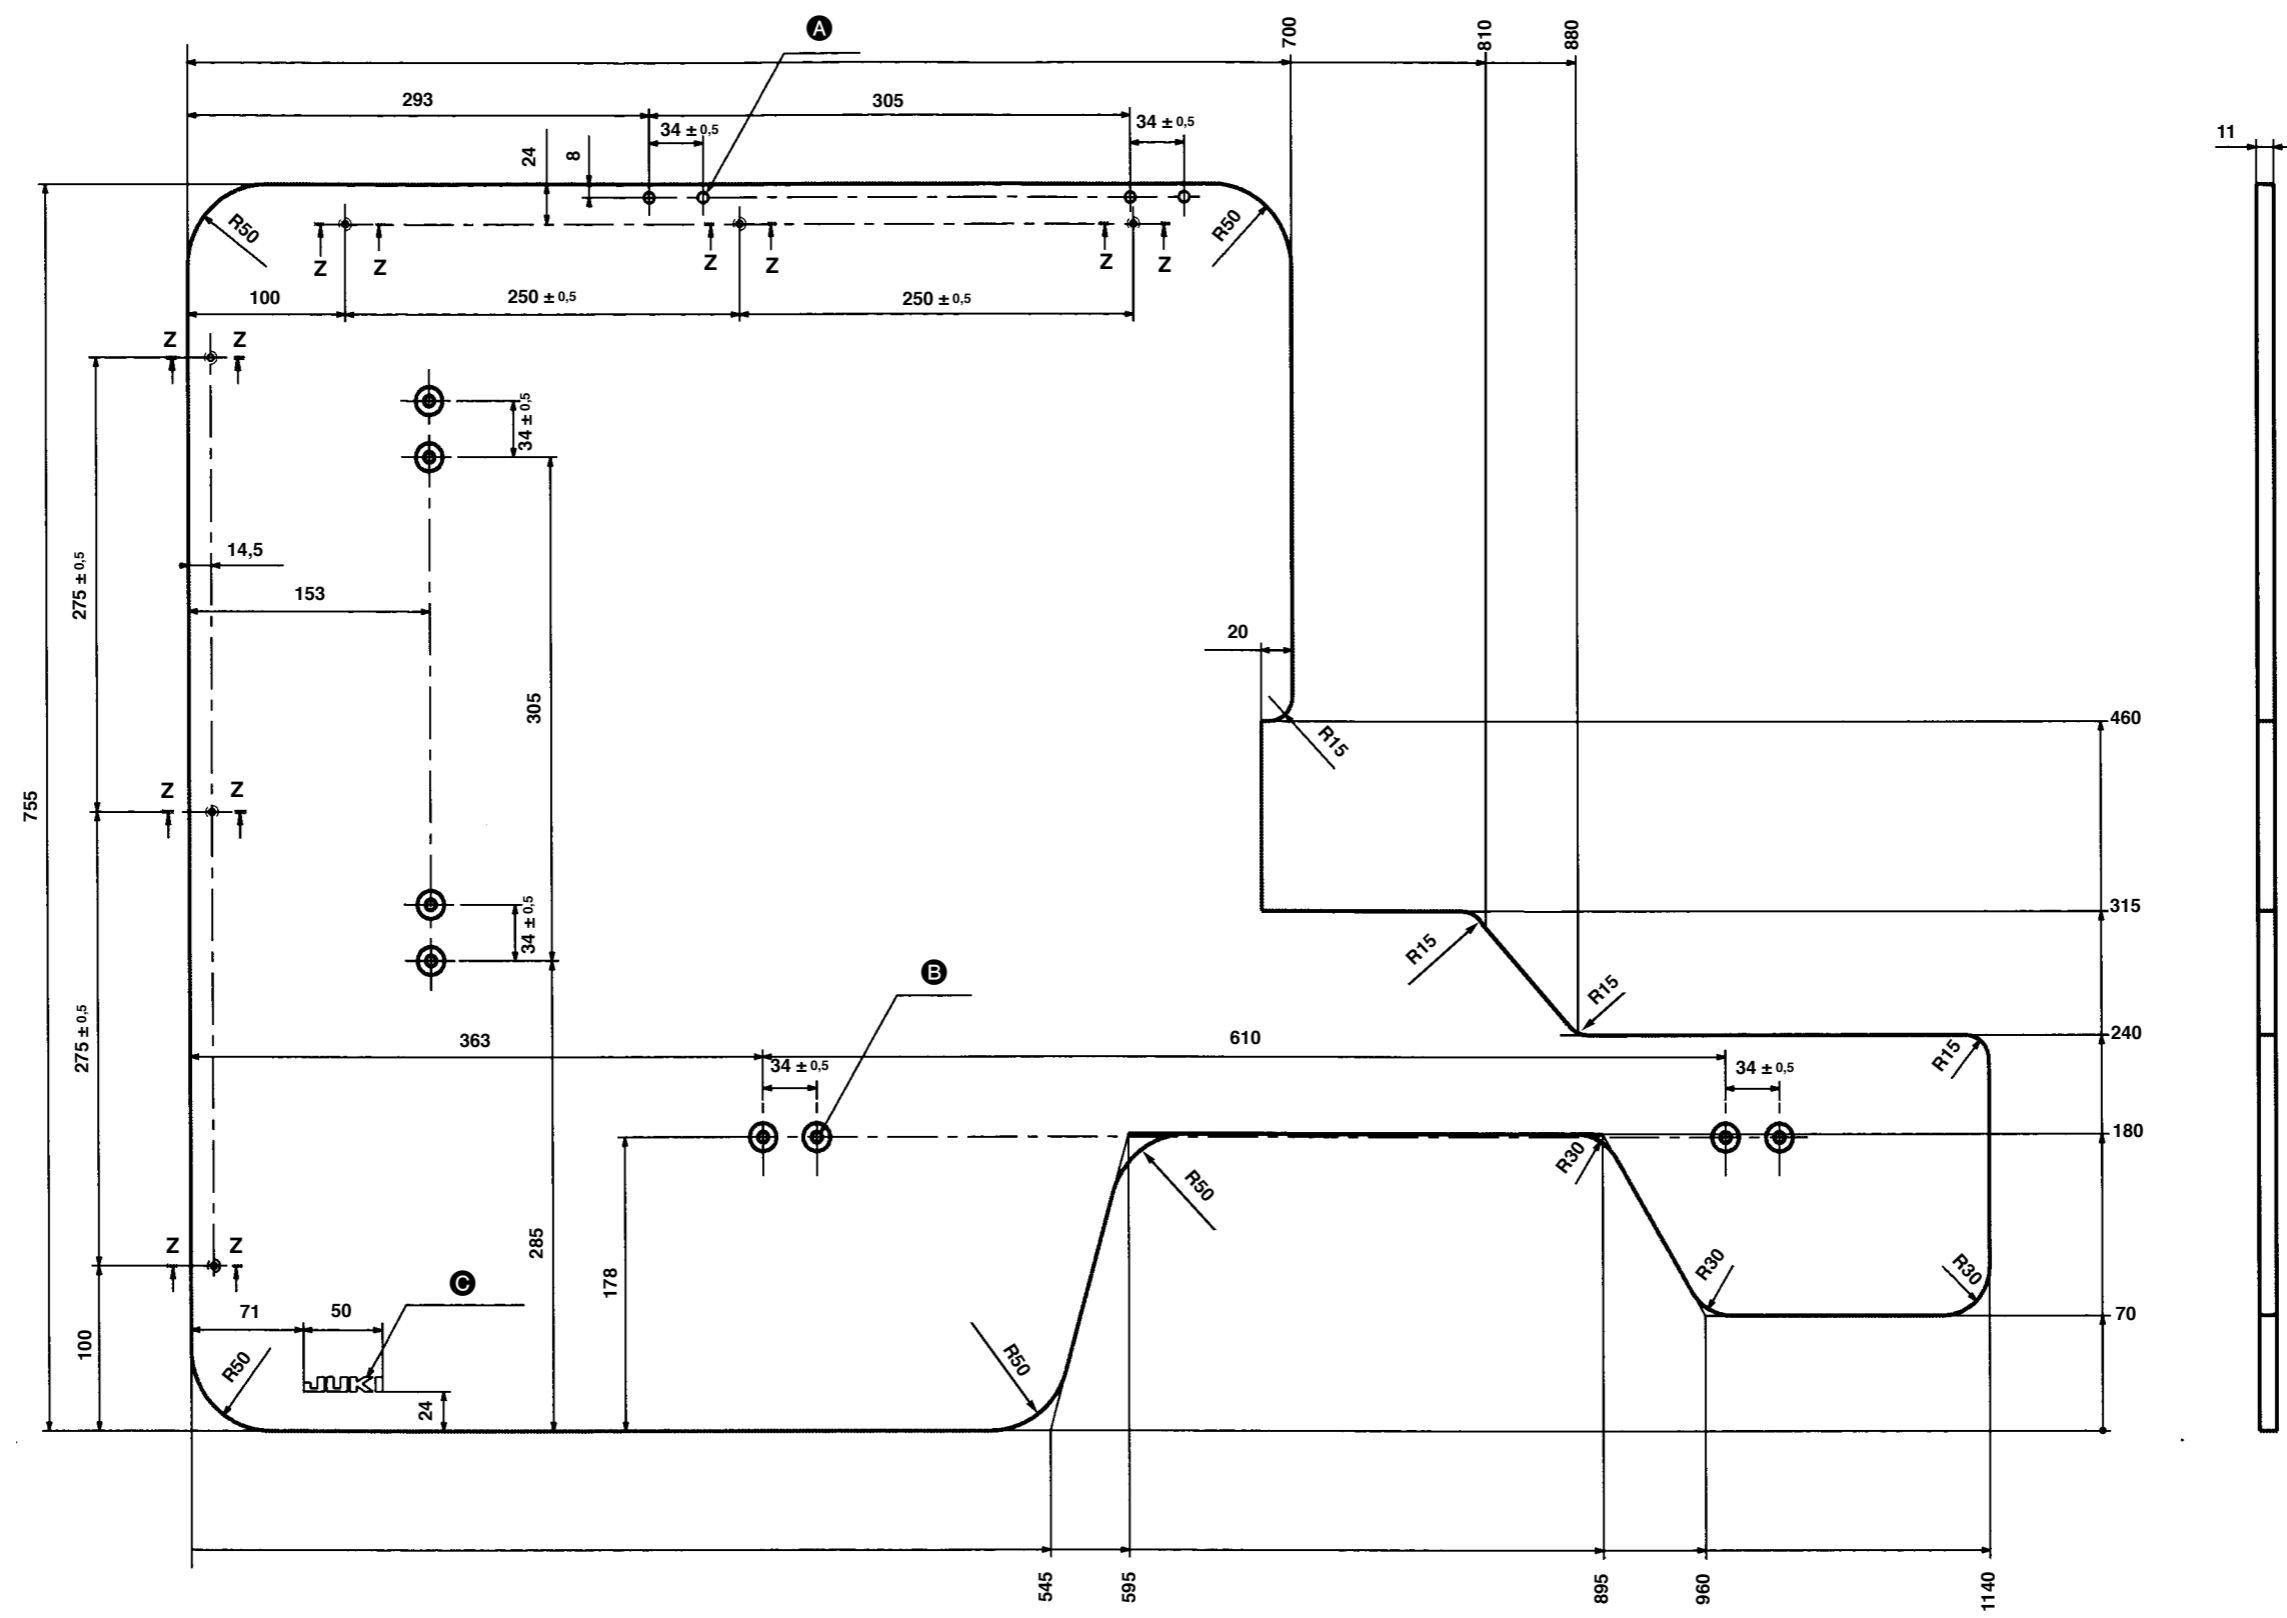 A
700
810
880
293
305
34 ± 0,5
34 ± 0,5
11
24
8
R50
R50
Z
Z
Z
Z
Z
Z
100
250 ± 0,5
250 ± 0,5
Z
Z
34 ± 0,5
14,5
275 ± 0,5
153
20
305
460
R15
755
Z
Z
34 ± 0,5
315
R15
B
R15
275 ± 0,5
363
610
240
34 ± 0,5
34 ± 0,5
R15
180
R30
R50
285
178
Z
Z
R30
R30
C
71
50
70
100
R50
R50
JUKI
24
545
595
895
960
1140